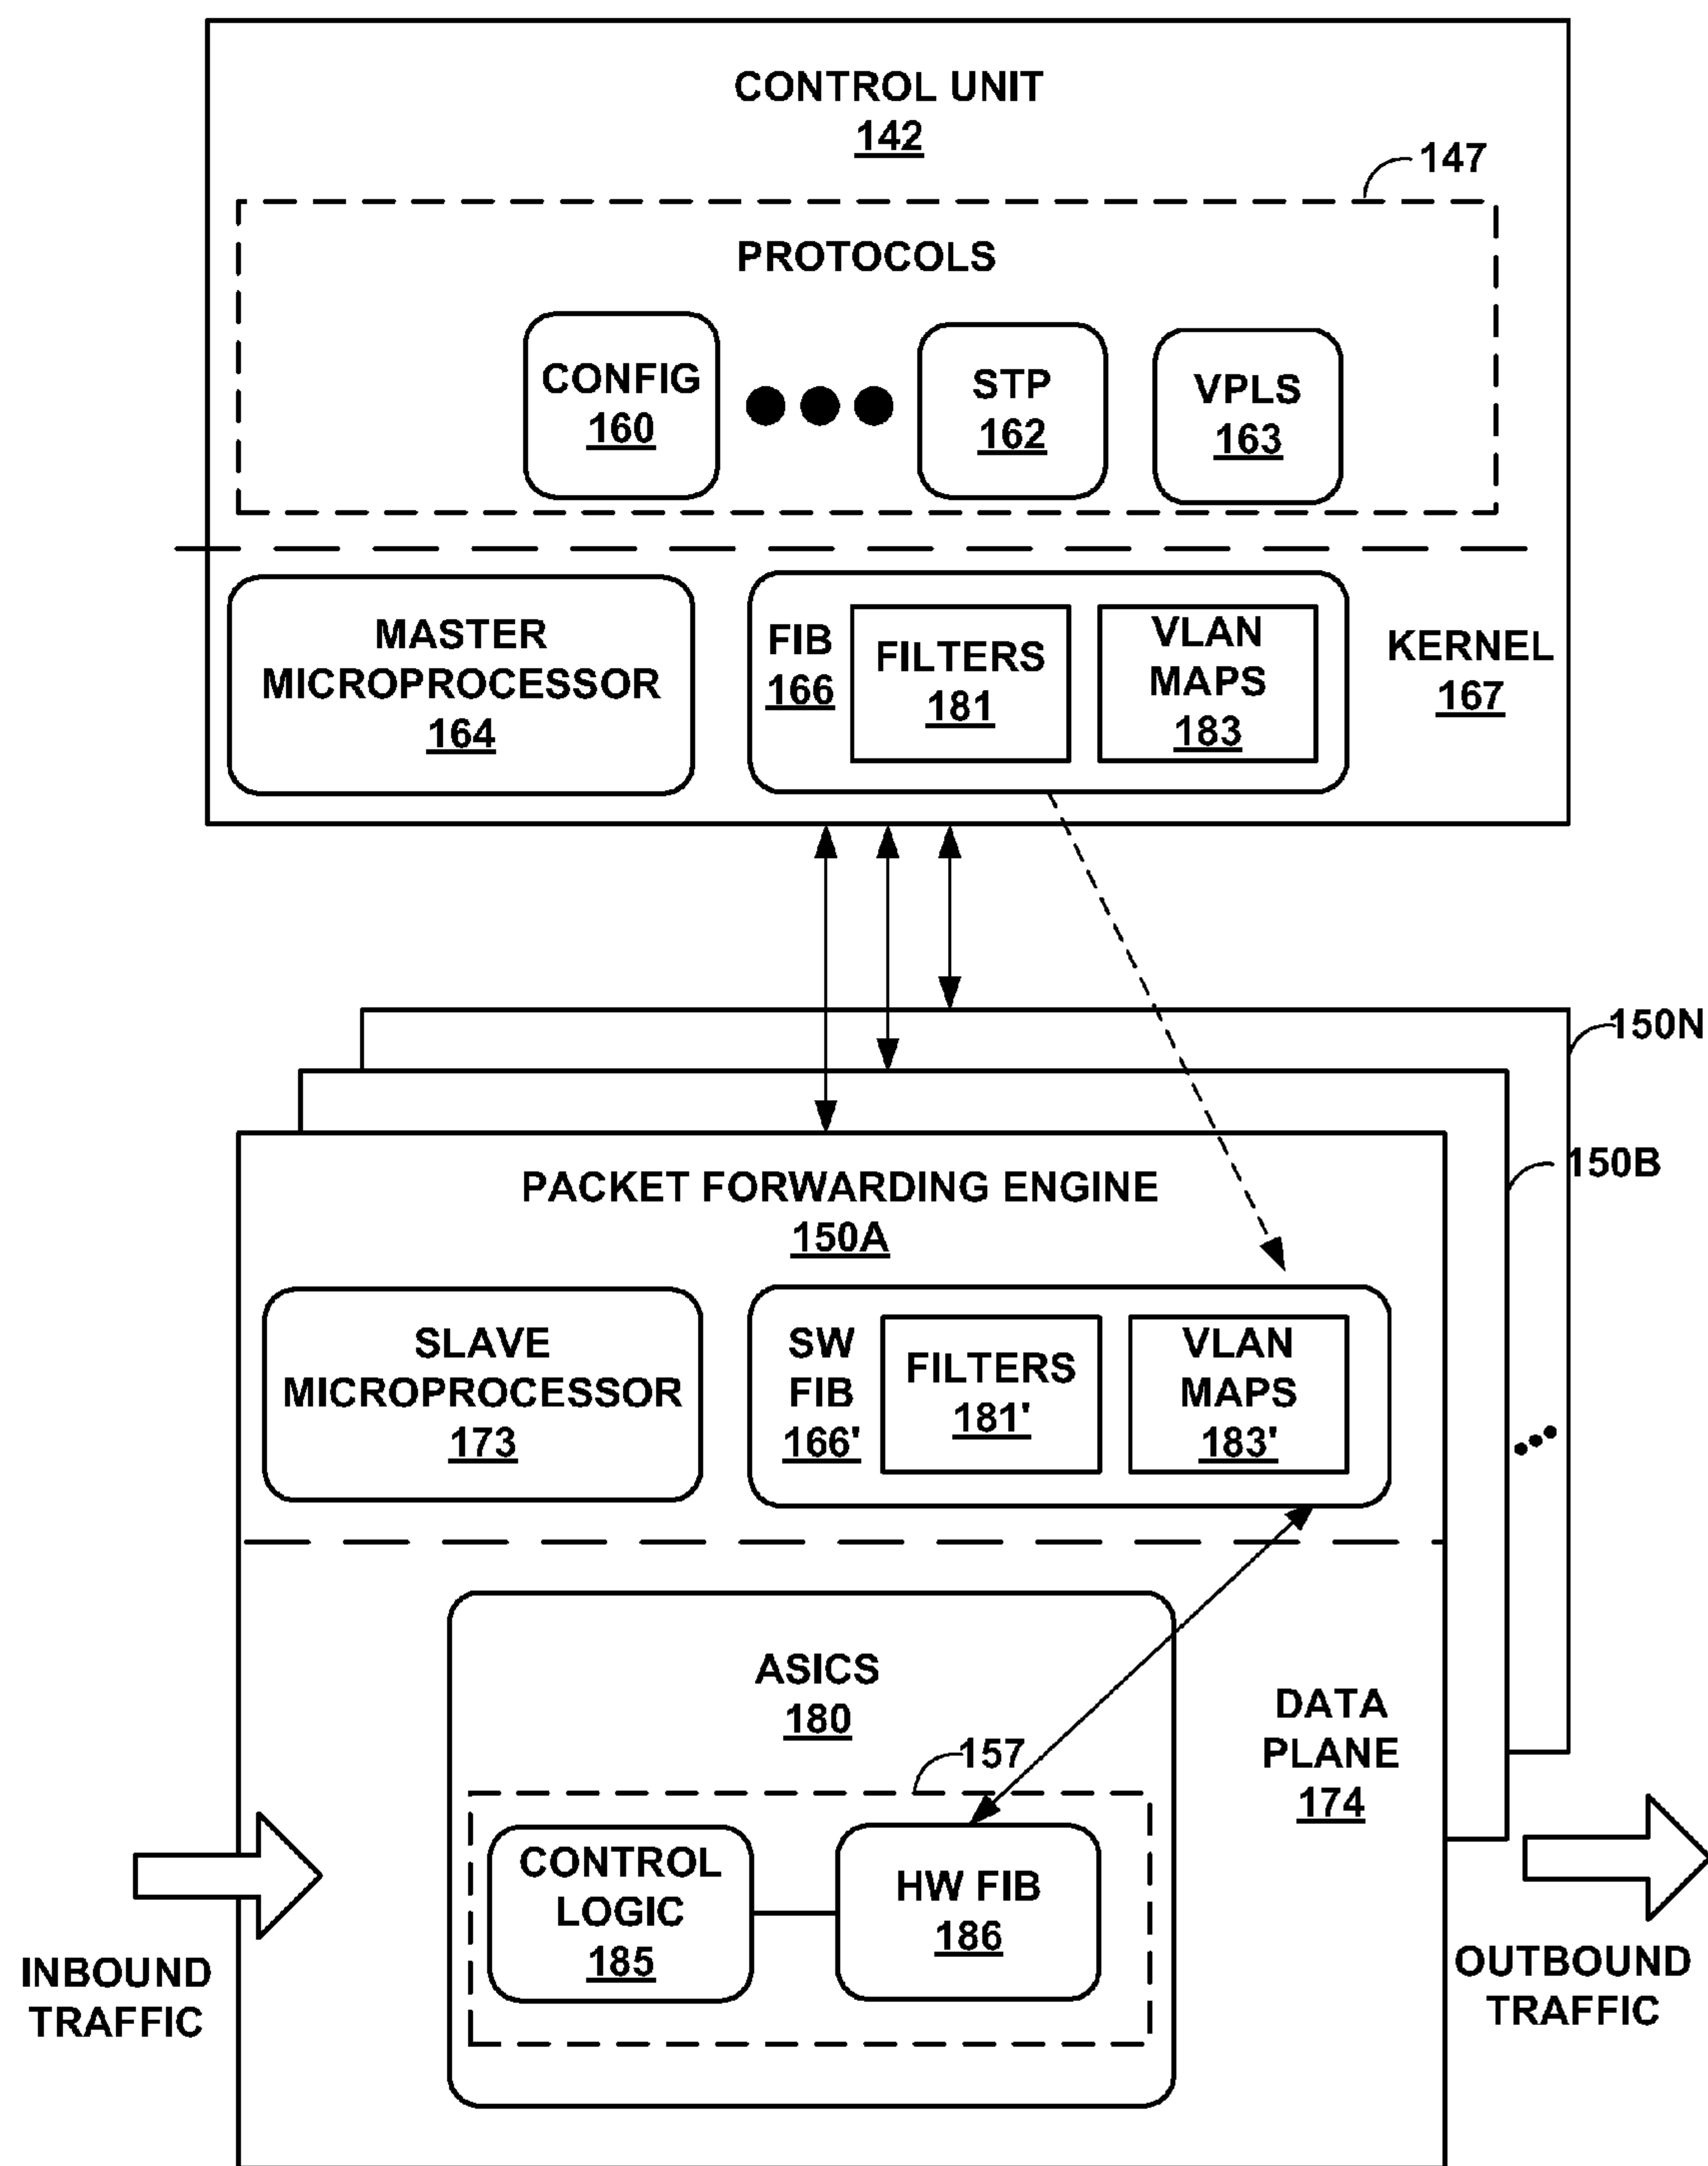 CONTROL UNIT
142
147
PROTOCOLS
CONFIG
160
STP
162
VPLS
163
MASTER
MICROPROCESSOR
164
FIB
166
FILTERS
181
VLAN
MAPS
183
KERNEL
167
150N
150B
PACKET FORWARDING ENGINE
150A
SLAVE
MICROPROCESSOR
173
SW
FIB
166'
FILTERS
181'
VLAN
MAPS
183'
ASICS
180
157
CONTROL
LOGIC
185
HW FIB
186
DATA
PLANE
174
INBOUND
TRAFFIC
OUTBOUND
TRAFFIC